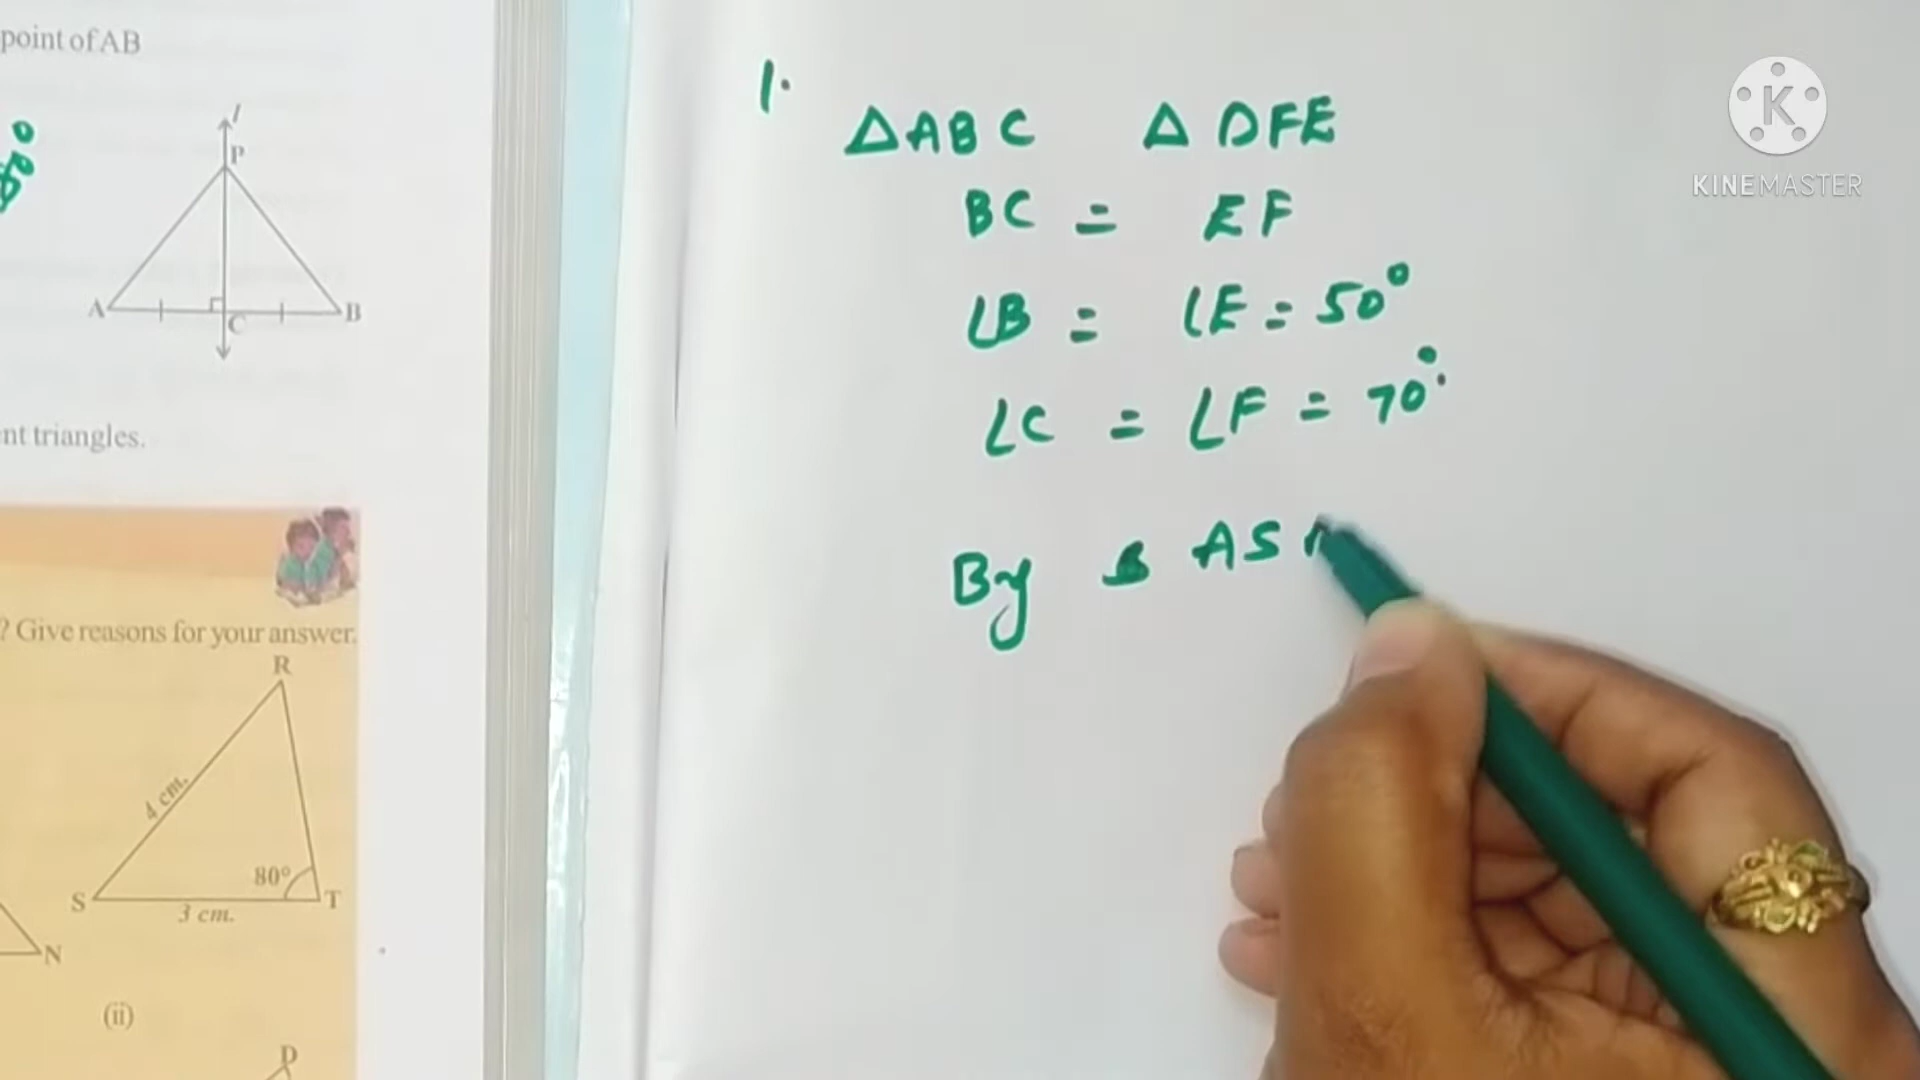 point of AB
l
P
A
C
B
nt triangles.
? Give reasons for your answer.
R
4 cm.
80°
S
T
3 cm.
N
(ii)
D
1.
△ABC △DFE
BC = EF
∠B = ∠E = 50°
∠C = ∠F = 70°.
By ASA
K
KINEMASTER